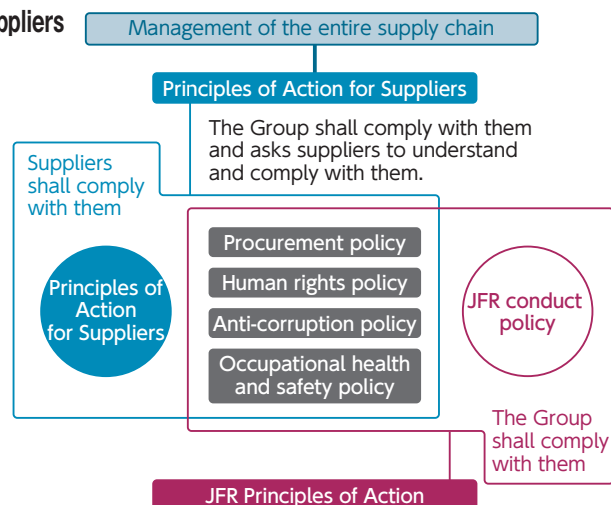 Management of the entire supply chain
Principles of Action for Suppliers
The Group shall comply with them
and asks suppliers to understand
and comply with them.
Suppliers
shall comply
with them
Procurement policy
Human rights policy
Anti-corruption policy
Occupational health
and safety policy
Principles of
Action
for Suppliers
JFR conduct
policy
The Group
shall comply
with them
JFR Principles of Action